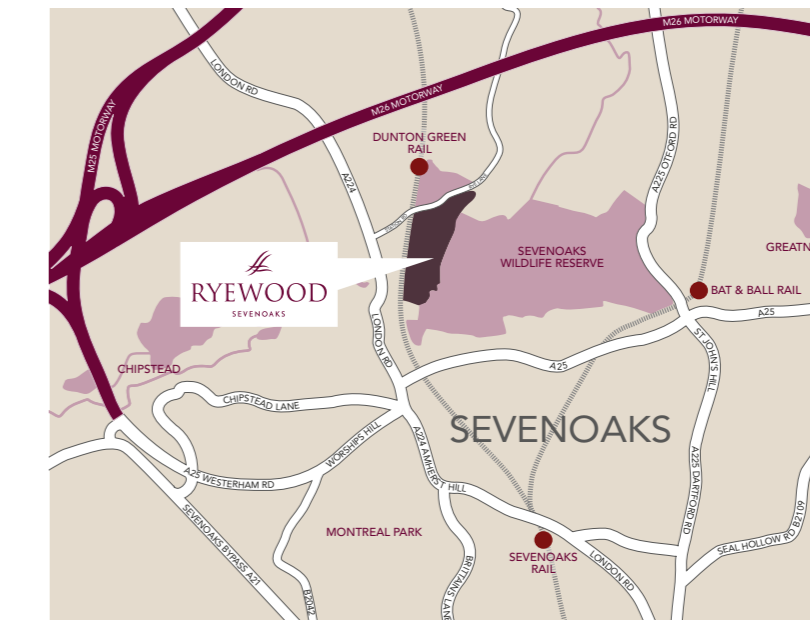 M26 MOTORWAY
LONDON RD
M26 MOTORWAY
M25 MOTORWAY
DUNTON GREEN
RAIL
A225 OTFORD RD
A224
SEVENOAKS
WILDLIFE RESERVE
GREATN
RYEWOOD
SEVENOAKS
BAT & BALL RAIL
A25
LONDON RD
ST JOHN'S HILL
CHIPSTEAD
A25
CHIPSTEAD LANE
SEVENOAKS
WORSHIPS HILL
A224 AMHERST HILL
A25 WESTERHAM RD
A225 DARTFORD RD
SEVENOAKS BYPASS A21
MONTREAL PARK
SEAL HOLLOW RD B2109
SEVENOAKS
RAIL
LONDON RD
BRITTAINS LANE
B2042